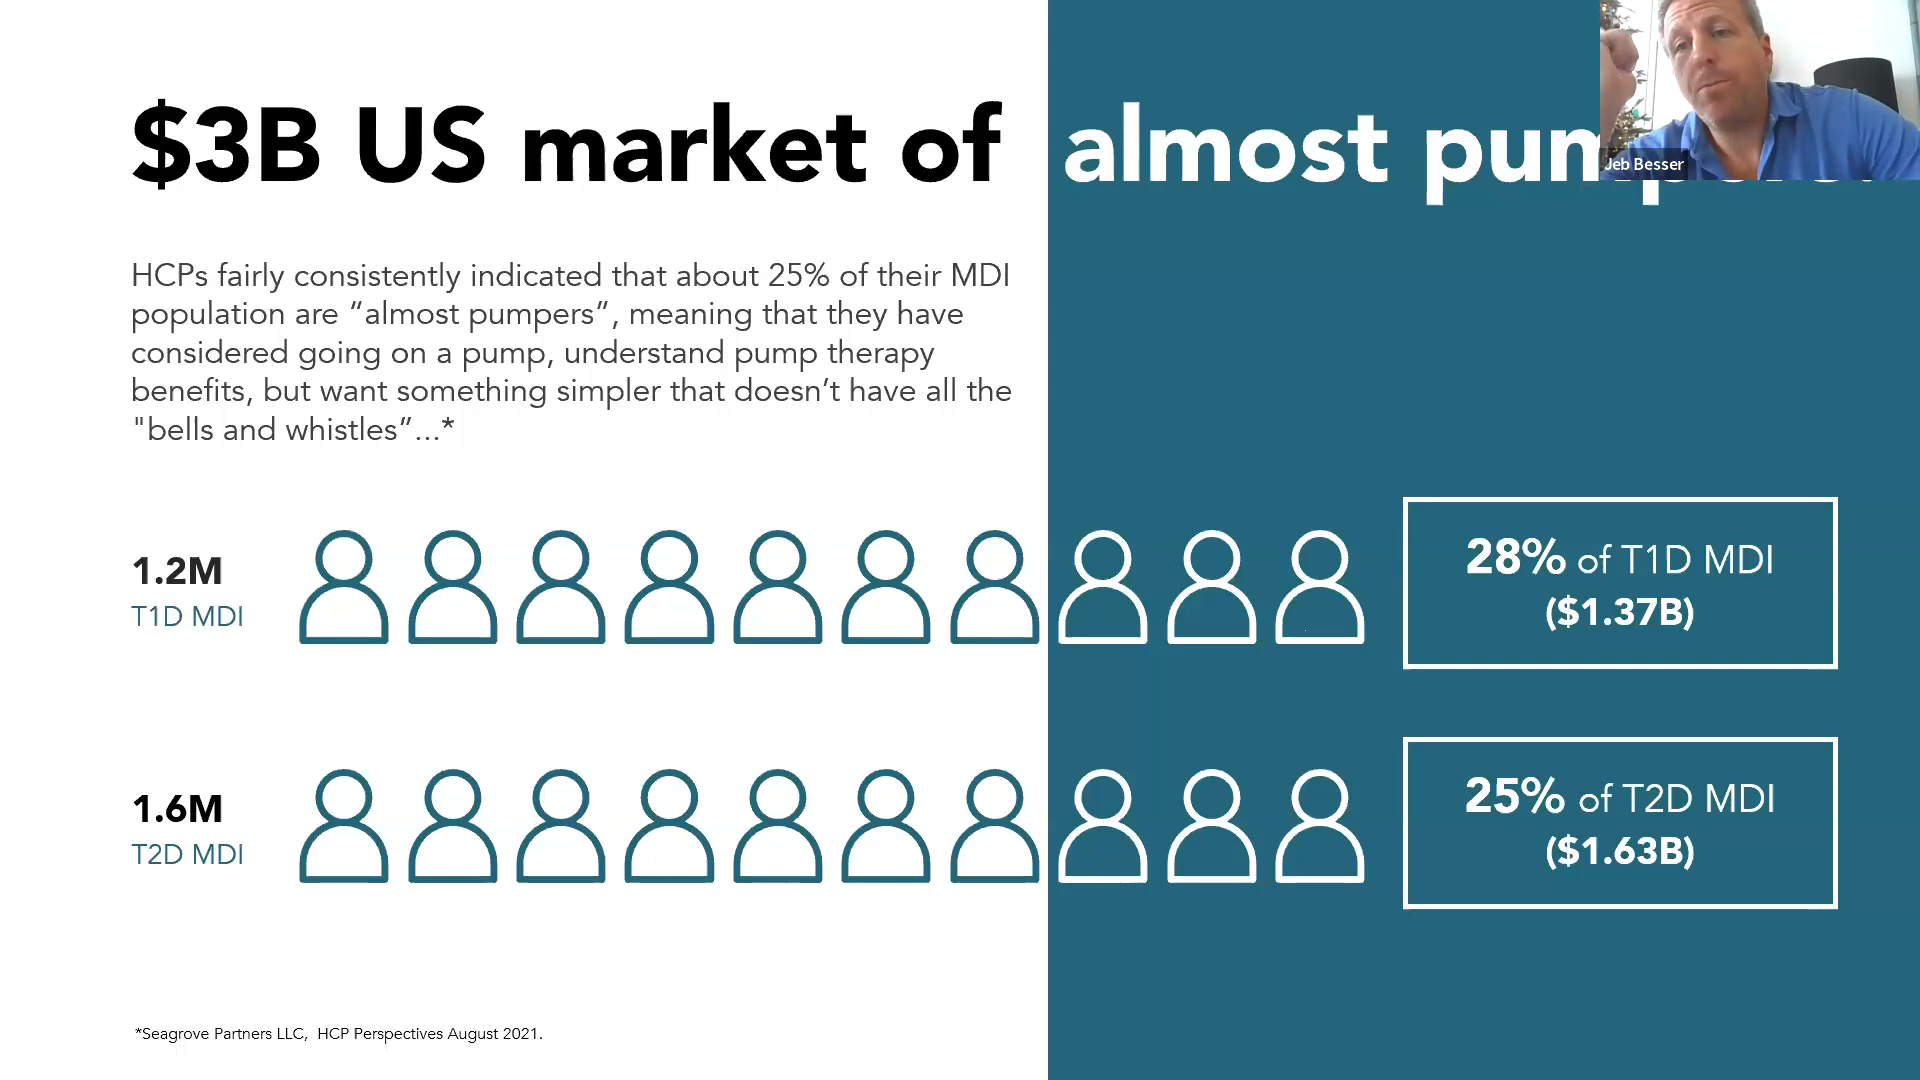 $3B US market of almost
Jeb Besser
HCPs fairly consistently indicated that about 25% of their MDI
population are “almost pumpers”, meaning that they have
considered going on a pump, understand pump therapy
benefits, but want something simpler that doesn’t have all the
"bells and whistles”...*
1.2M
T1D MDI
28% of T1D MDI
($1.37B)
1.6M
T2D MDI
25% of T2D MDI
($1.63B)
*Seagrove Partners LLC,  HCP Perspectives August 2021.